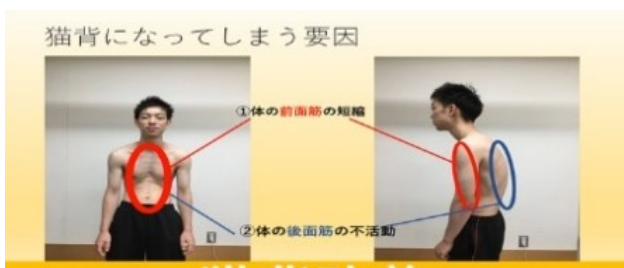 猫背になってしまう要因
①体の前面筋の短縮
②体の後面筋の不活動